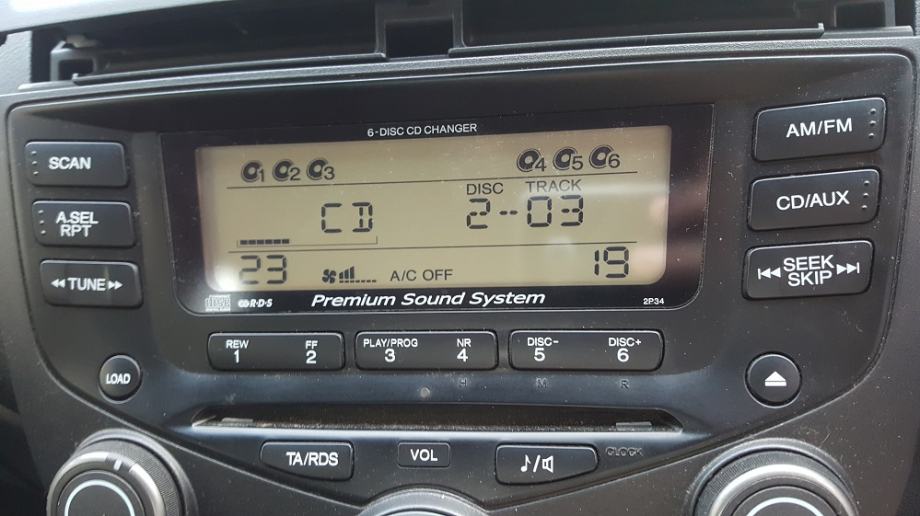 6-DISC CD CHANGER
1 2 3 4 5 6
DISC TRACK
CD 2--03
23 A/C OFF 19
R·D·S Premium Sound System 2P34
SCAN
A.SEL
RPT
TUNE
LOAD
AM/FM
CD/AUX
SEEK
SKIP
REW FF PLAY/PROG NR DISC- DISC+
1 2 3 4 5 6
H M R
TA/RDS VOL CLOCK